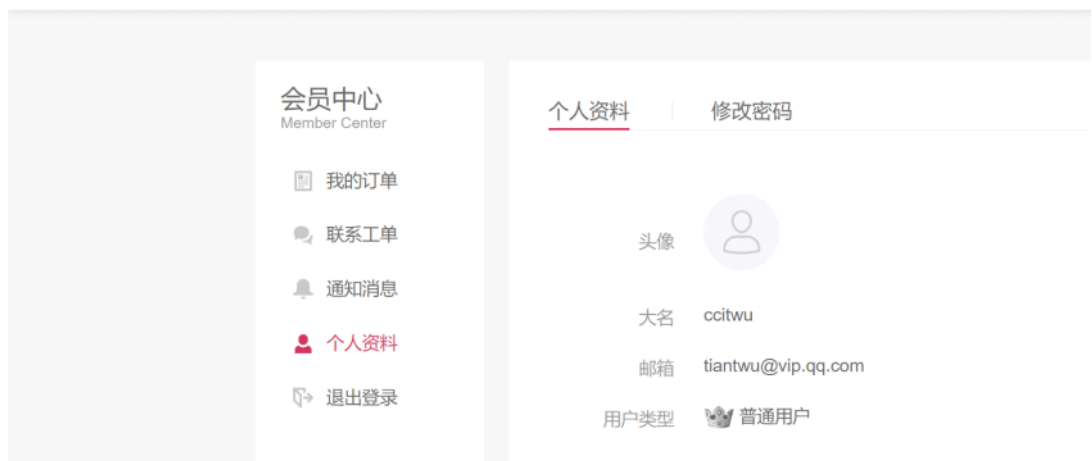 会员中心
Member Center
我的订单
联系工单
通知消息
个人资料
退出登录
个人资料
修改密码
头像
大名 ccitwu
邮箱 tiantwu@vip.qq.com
用户类型 普通用户